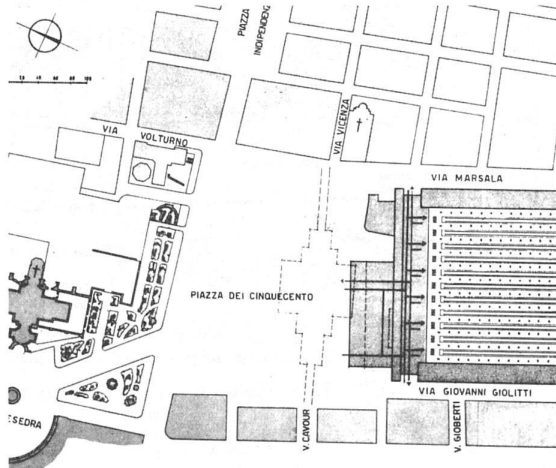 PIAZZA
INDIPENDENZA
VIA VOLTURNO
VIA VICENZA
VIA MARSALA
PIAZZA DEI CINQUECENTO
VIA GIOVANNI GIOLITTI
ESEDRA
V. CAVOUR
V. GIOBERTI